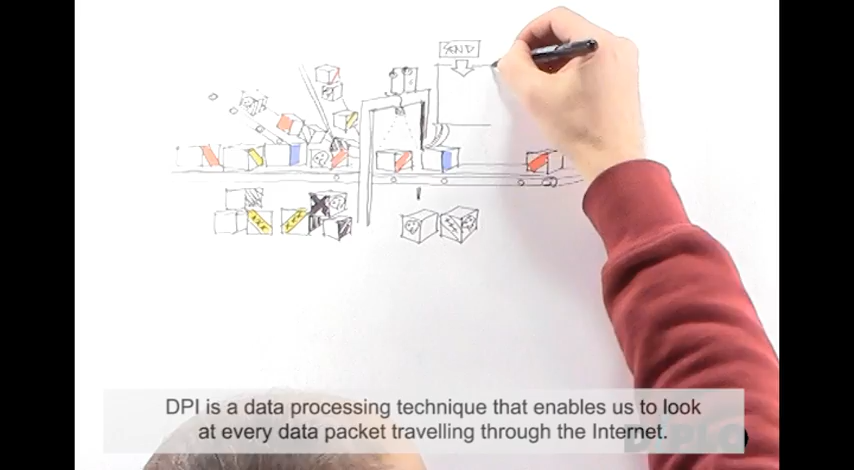 SEND
DPI is a data processing technique that enables us to look
at every data packet travelling through the Internet.
DIPLO